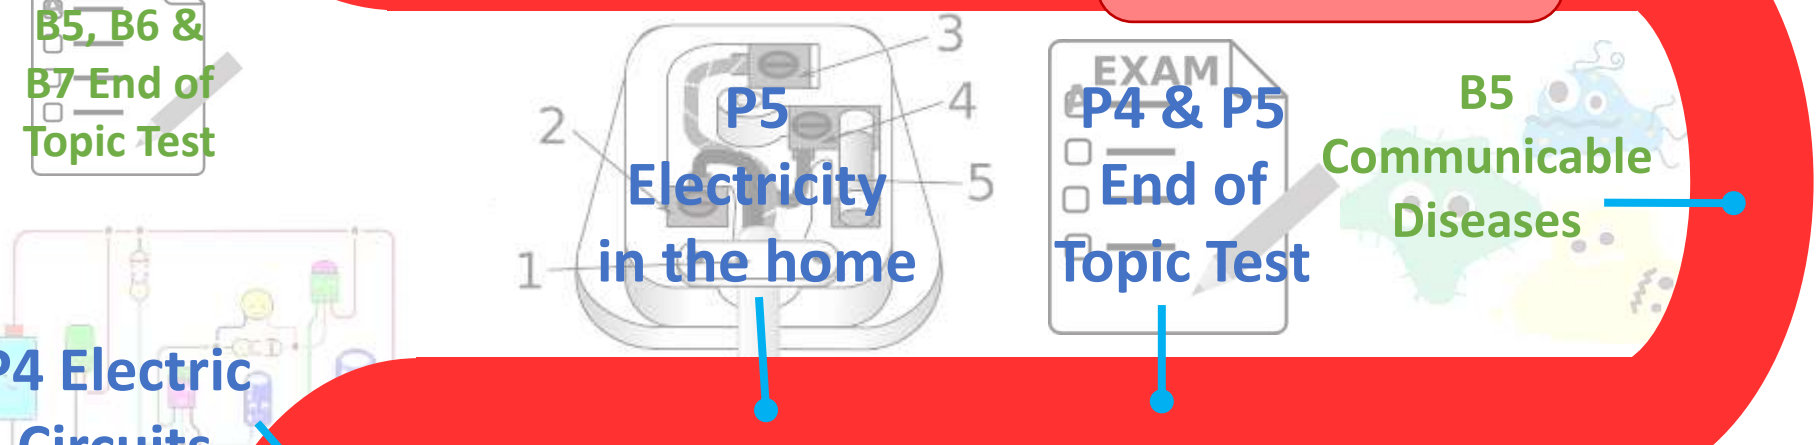 B5, B6 &
B7 End of
Topic Test
P4 Electric
Circuits
P5
Electricity
in the home
1
2
3
4
5
EXAM
A
P4 & P5
End of
Topic Test
B5
Communicable
Diseases